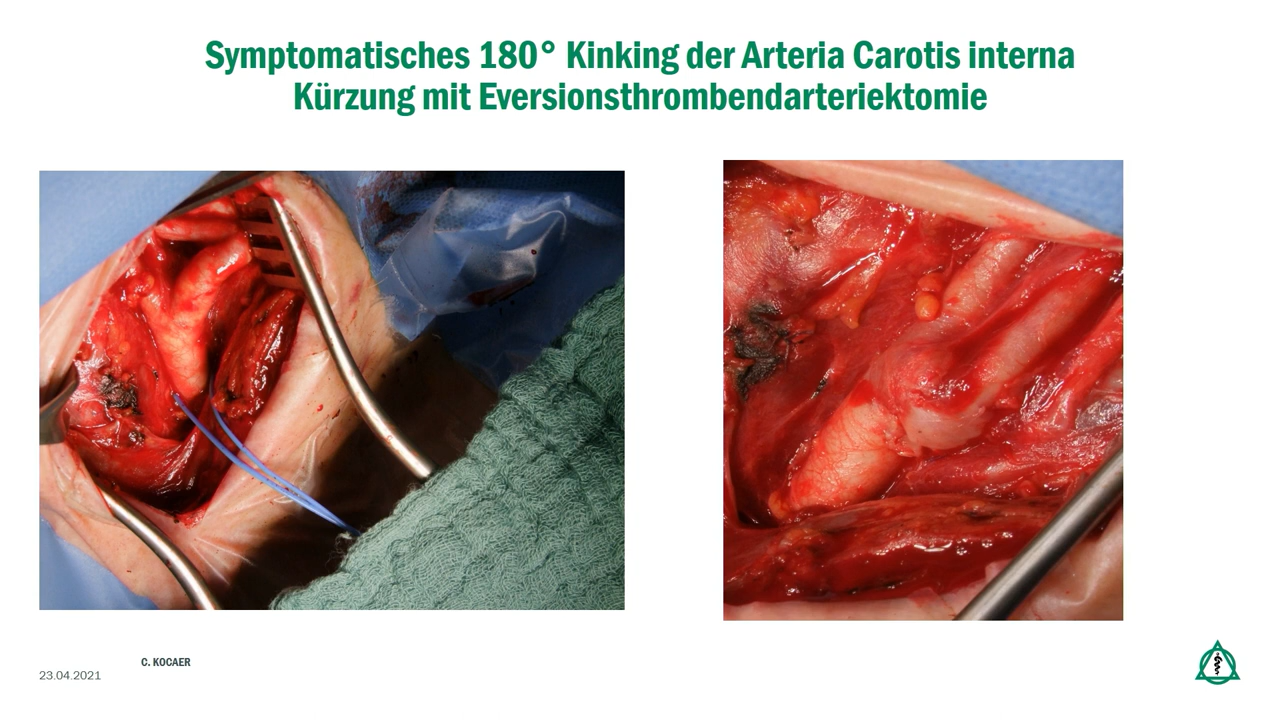 Symptomatisches 180° Kinking der Arteria Carotis interna
Kürzung mit Eversionsthrombendarteriektomie
C. KOCAER
23.04.2021